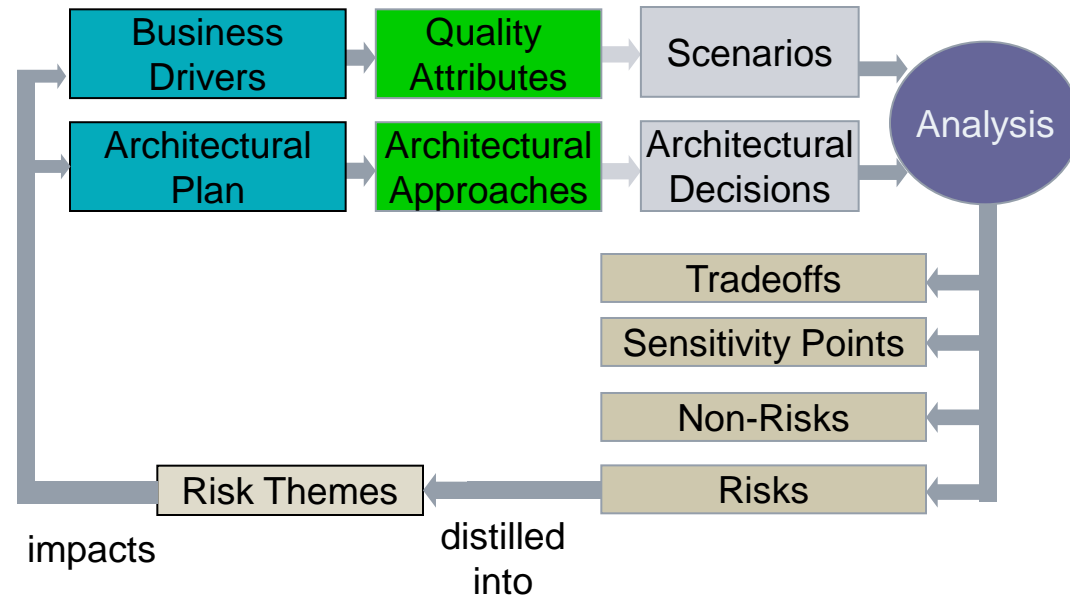 Business
Drivers
Quality
Attributes
Scenarios
Analysis
Architectural
Plan
Architectural
Approaches
Architectural
Decisions
Tradeoffs
Sensitivity Points
Non-Risks
Risks
Risk Themes
distilled
into
impacts